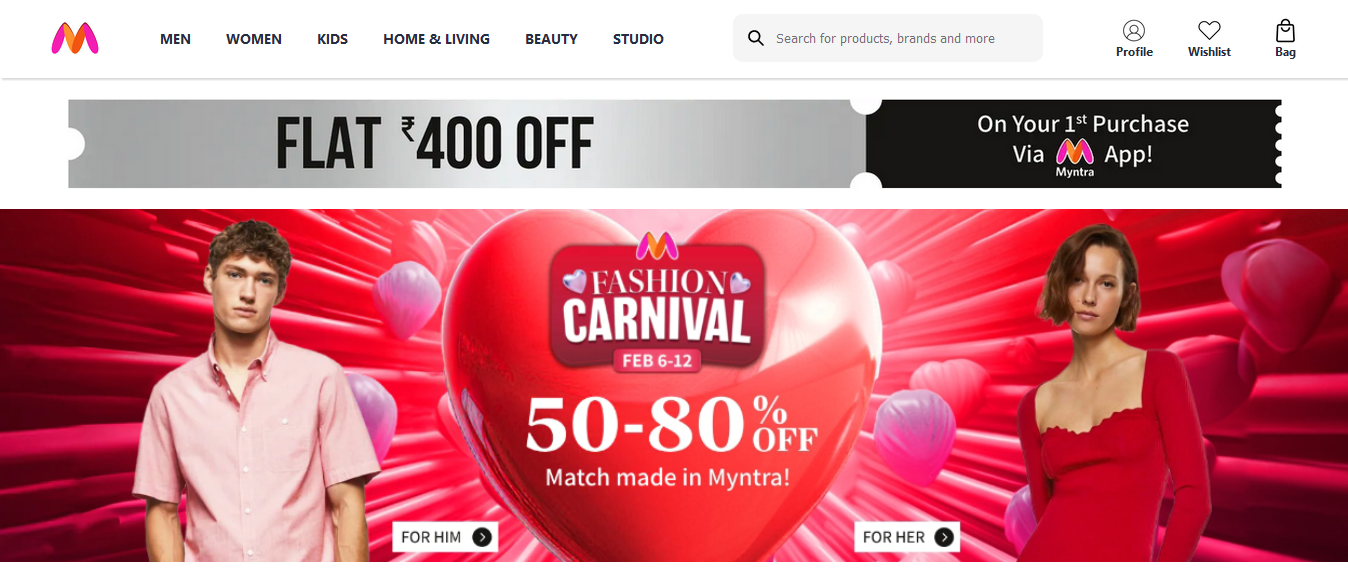 MEN WOMEN KIDS HOME & LIVING BEAUTY STUDIO
Search for products, brands and more
Profile Wishlist Bag
FLAT ₹400 OFF
On Your 1st Purchase
Via App!
Myntra
FASHION
CARNIVAL
FEB 6-12
50-80% OFF
Match made in Myntra!
FOR HIM
FOR HER